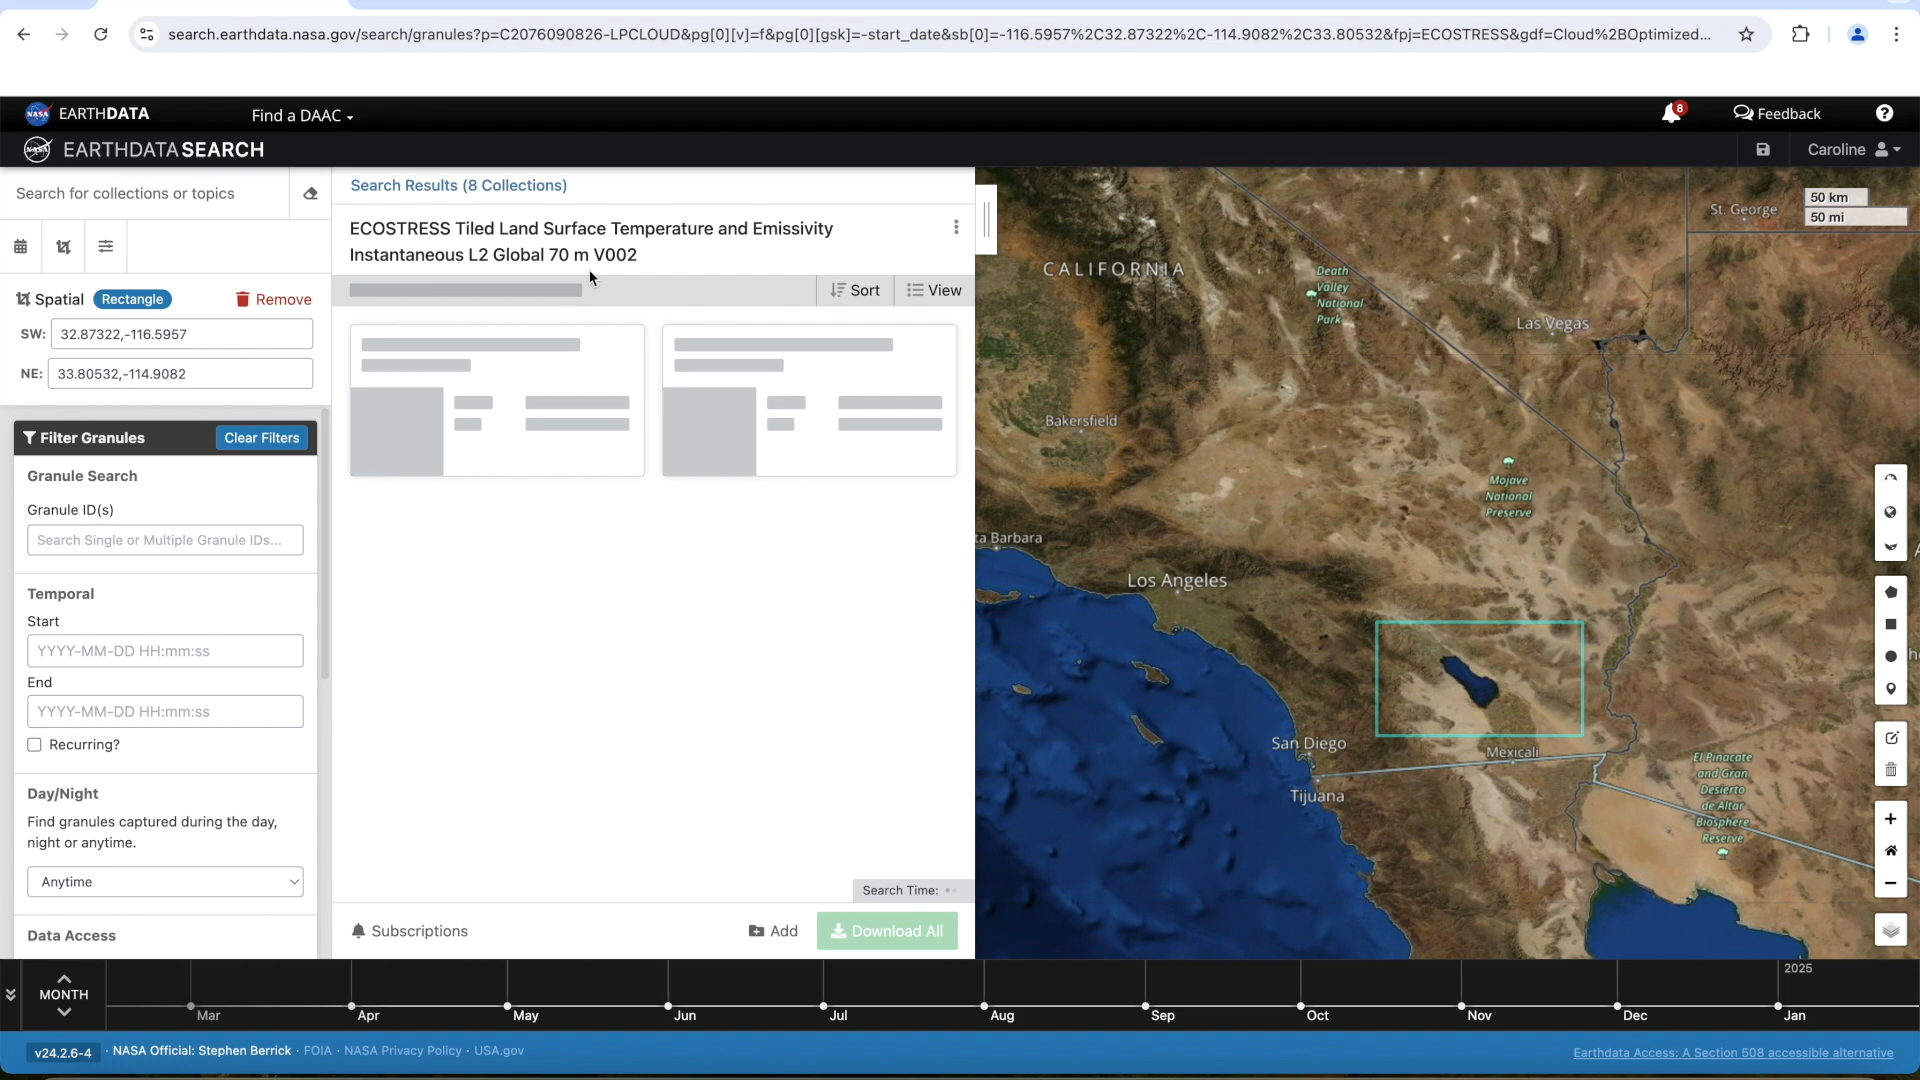 search.earthdata.nasa.gov/search/granules?p=C2076090826-LPCLOUD&pg[0][v]=f&pg[0][gsk]=-start_date&sb[0]=-116.5957%2C32.87322%2C-114.9082%2C33.80532&fpj=ECOSTRESS&gdf=Cloud%2BOptimized...
NASA EARTHDATA
Find a DAAC
8
Feedback
?
EARTHDATA SEARCH
Caroline
Search for collections or topics
Spatial Rectangle Remove
SW: 32.87322,-116.5957
NE: 33.80532,-114.9082
Filter Granules Clear Filters
Granule Search
Granule ID(s)
Search Single or Multiple Granule IDs...
Temporal
Start
YYYY-MM-DD HH:mm:ss
End
YYYY-MM-DD HH:mm:ss
Recurring?
Day/Night
Find granules captured during the day,
night or anytime.
Anytime
Data Access
Search Results (8 Collections)
ECOSTRESS Tiled Land Surface Temperature and Emissivity
Instantaneous L2 Global 70 m V002
Sort View
Search Time:
Subscriptions
Add
Download All
50 km
50 mi
St. George
CALIFORNIA
Death
Valley
National
Park
Las Vegas
Bakersfield
Mojave
National
Preserve
ta Barbara
Los Angeles
San Diego
Mexicali
Tijuana
El Pinacate
and Gran
Desierto
de Altar
Biosphere
Reserve
MONTH
2025
Mar Apr May Jun Jul Aug Sep Oct Nov Dec Jan
v24.2.6-4 · NASA Official: Stephen Berrick · FOIA · NASA Privacy Policy · USA.gov
Earthdata Access: A Section 508 accessible alternative